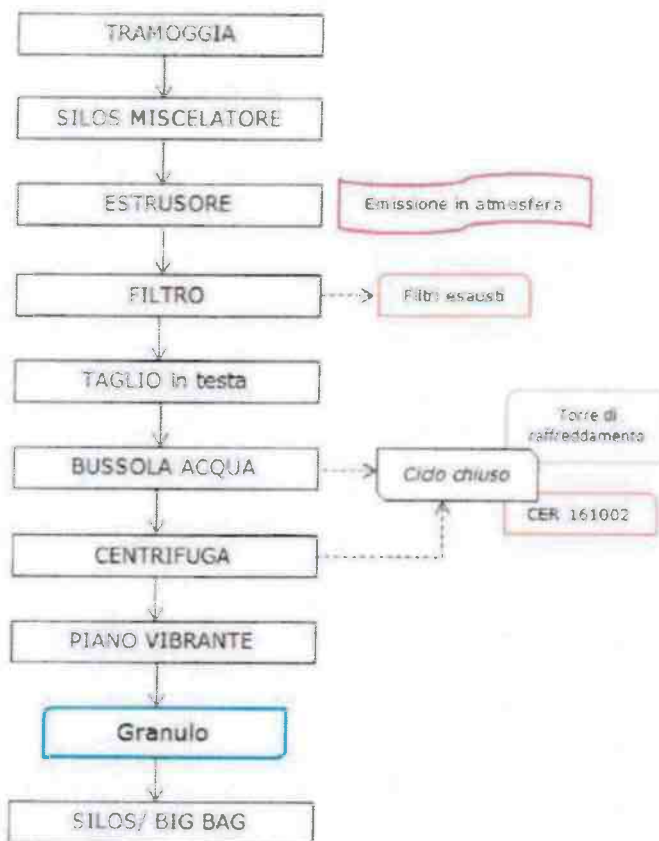 TRAMOGGIA
SILOS MISCELATORE
ESTRUSORE
Emissione in atmosfera
FILTRO
Filtri esausti
TAGLIO in testa
Torre di
raffreddamento
BUSSOLA ACQUA
Ciclo chiuso
CER 161002
CENTRIFUGA
PIANO VIBRANTE
Granulo
SILOS/ BIG BAG